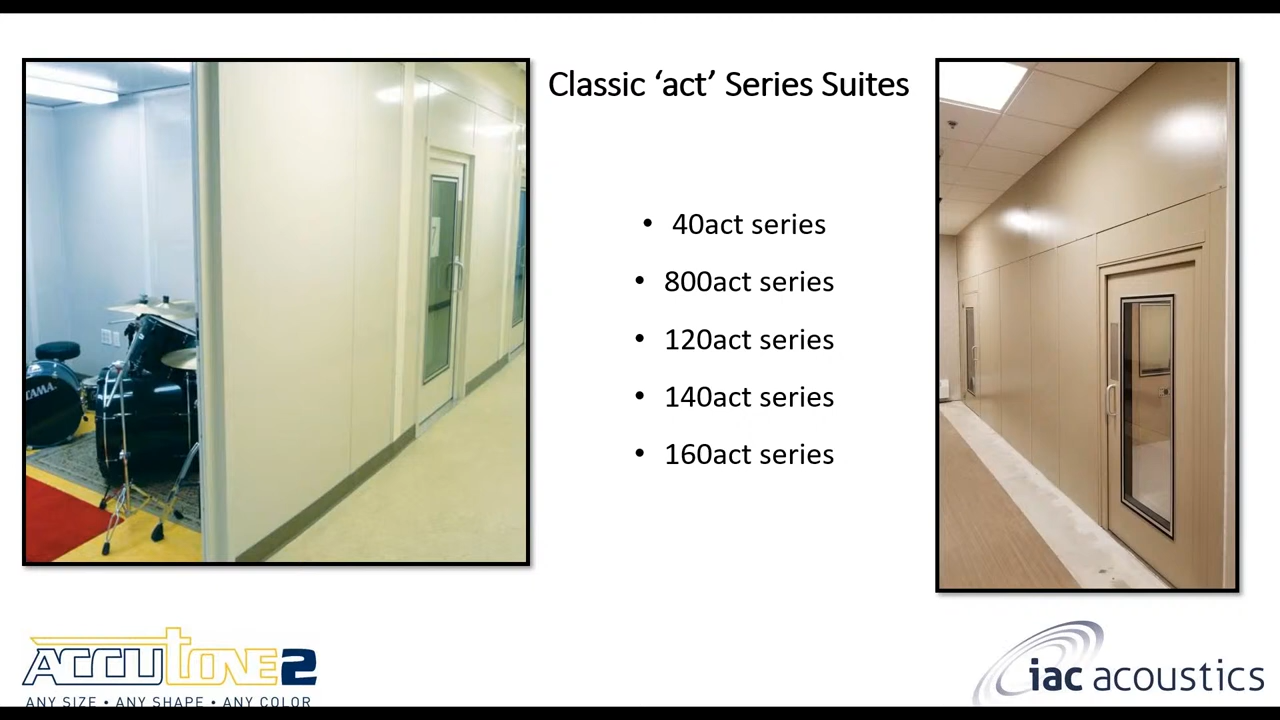 Classic ‘act’ Series Suites
• 40act series
• 800act series
• 120act series
• 140act series
• 160act series
TAMA
7
ACCUTONE2
ANY SIZE • ANY SHAPE • ANY COLOR
iac acoustics